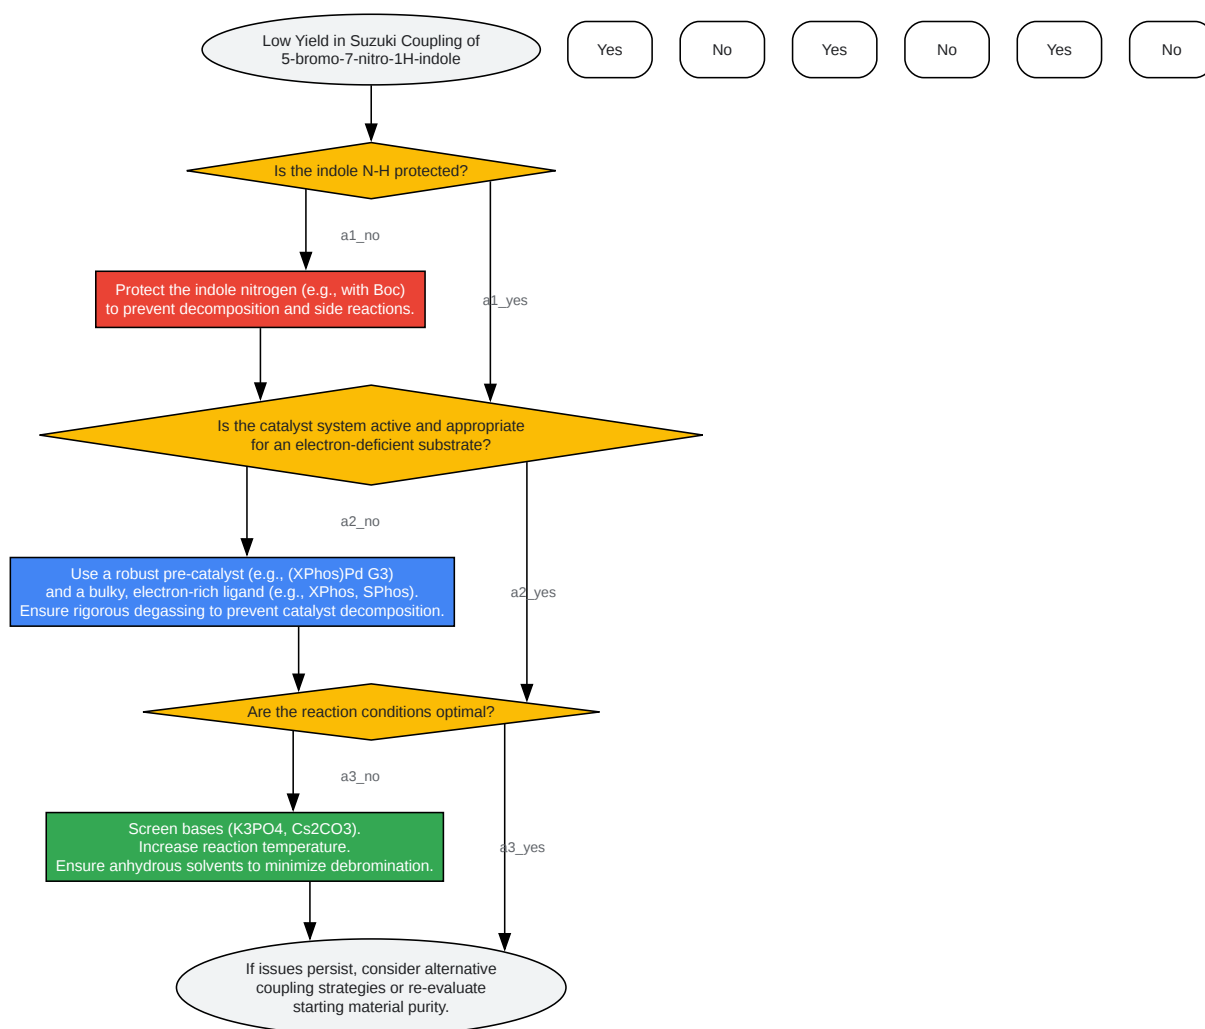 Low Yield in Suzuki Coupling of
5-bromo-7-nitro-1H-indole
Yes
No
Yes
No
Yes
No
Is the indole N-H protected?
a1_no
Protect the indole nitrogen (e.g., with Boc)
to prevent decomposition and side reactions.
a1_yes
Is the catalyst system active and appropriate
for an electron-deficient substrate?
a2_no
Use a robust pre-catalyst (e.g., (XPhos)Pd G3)
and a bulky, electron-rich ligand (e.g., XPhos, SPhos).
Ensure rigorous degassing to prevent catalyst decomposition.
a2_yes
Are the reaction conditions optimal?
a3_no
Screen bases (K3PO4, Cs2CO3).
Increase reaction temperature.
Ensure anhydrous solvents to minimize debromination.
a3_yes
If issues persist, consider alternative
coupling strategies or re-evaluate
starting material purity.